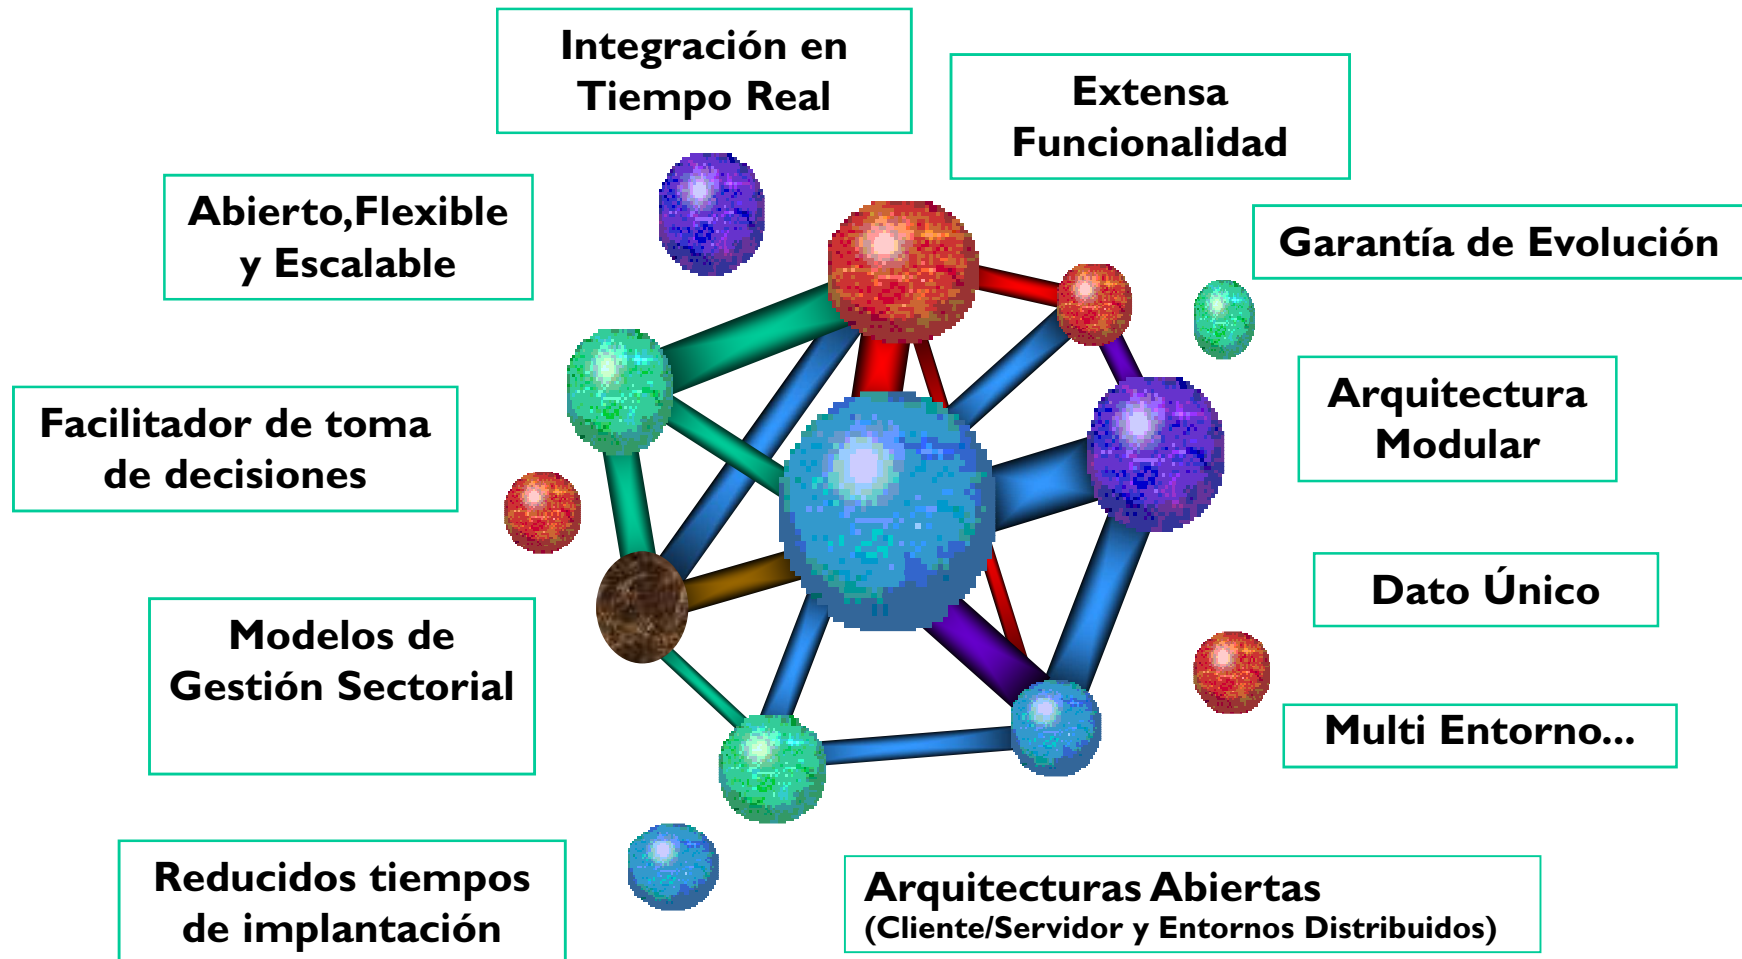 Integración en
Tiempo Real
Extensa
Funcionalidad
Abierto,Flexible
y Escalable
Garantía de Evolución
Facilitador de toma
de decisiones
Arquitectura
Modular
Dato Único
Modelos de
Gestión Sectorial
Multi Entorno...
Reducidos tiempos
de implantación
Arquitecturas Abiertas
(Cliente/Servidor y Entornos Distribuidos)